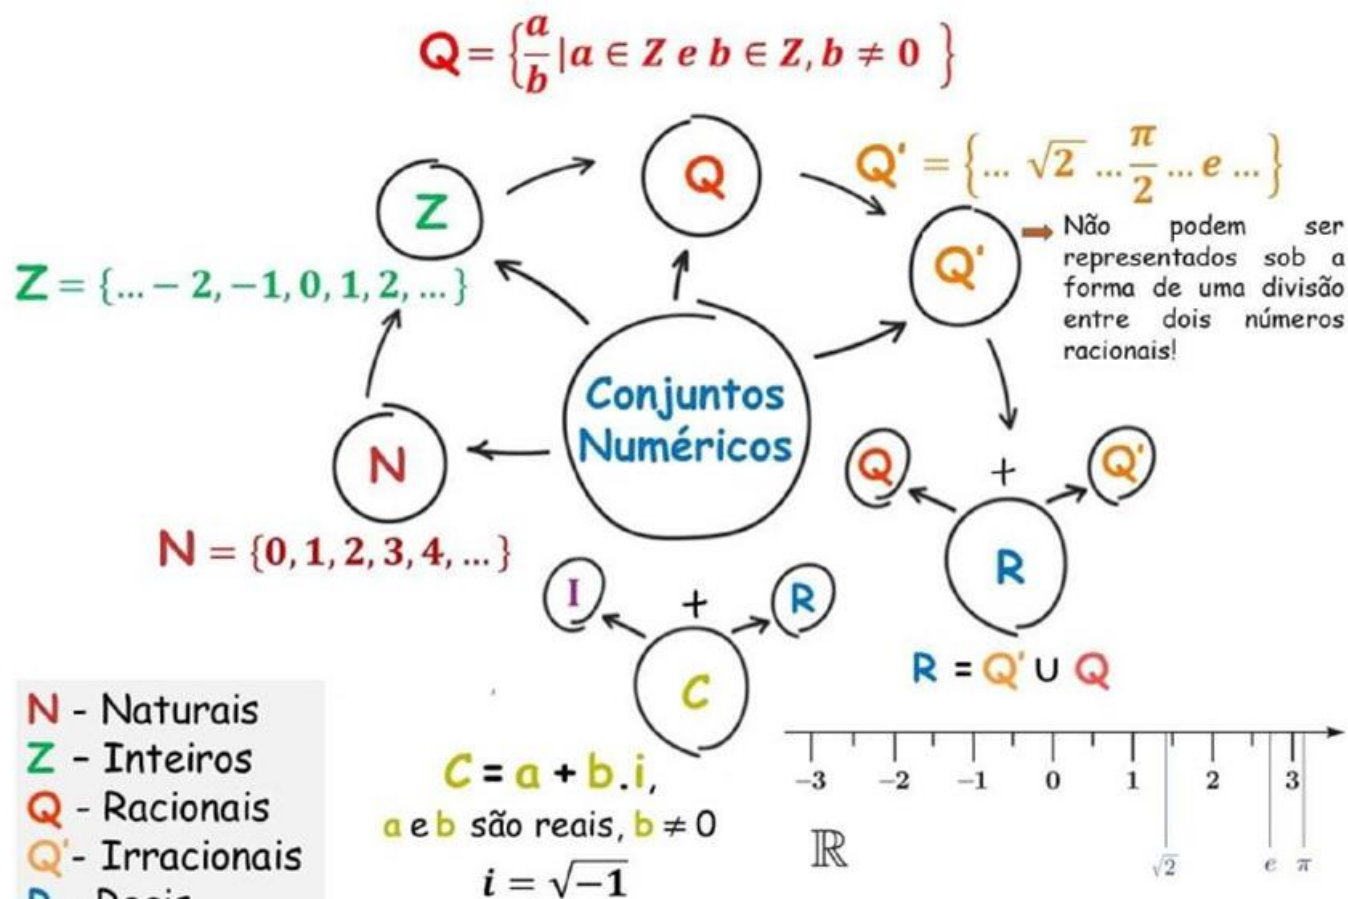 Q = {a/b | a ∈ Z e b ∈ Z, b ≠ 0 }
Q' = {... √2 ... π/2 ... e ...}
Z
Q
Q'
Não podem ser
representados sob a
forma de uma divisão
entre dois números
racionais!
Z = {... − 2, −1, 0, 1, 2, ... }
Conjuntos
Numéricos
N
N = {0, 1, 2, 3, 4, ... }
Q + Q'
R
R = Q' ∪ Q
I + R
C
C = a + b.i,
a e b são reais, b ≠ 0
i = √−1
N - Naturais
Z - Inteiros
Q - Racionais
Q' - Irracionais
R - Reais
−3 −2 −1 0 1 2 3
ℝ
√2 e π